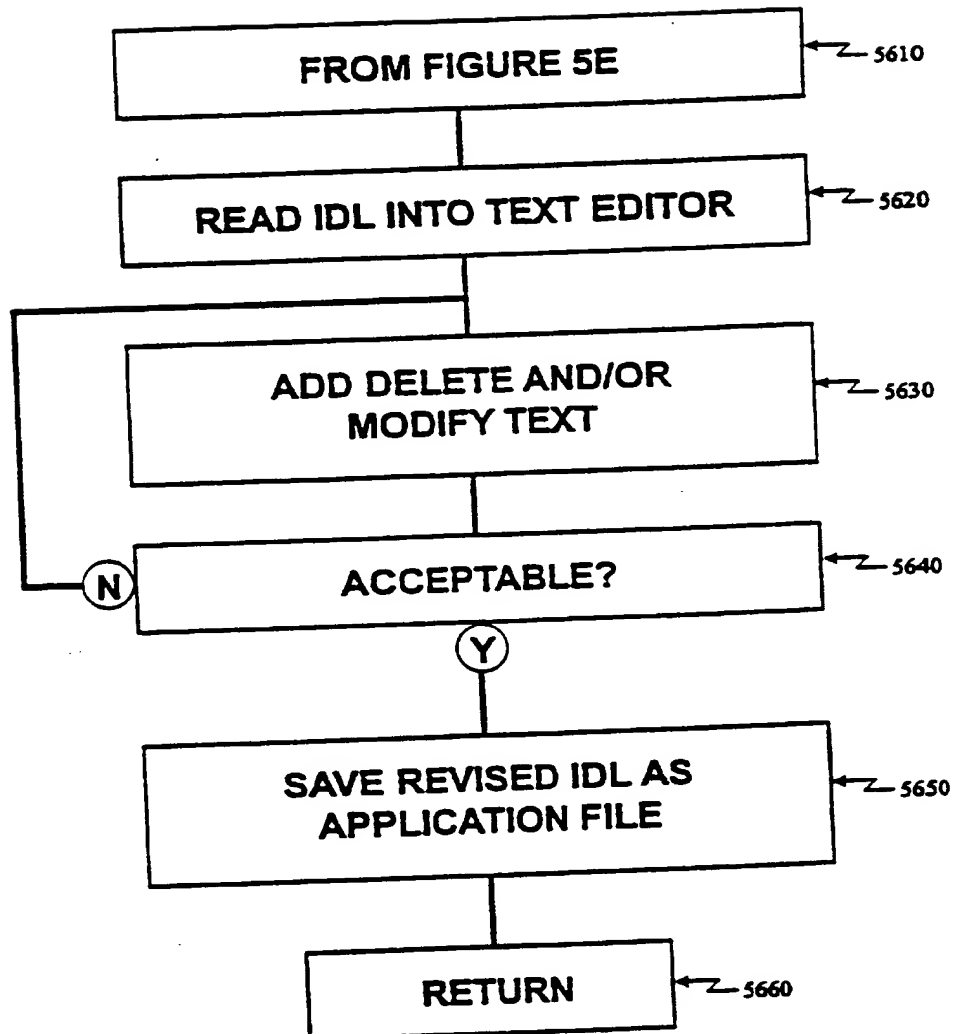 FROM FIGURE 5E
5610
READ IDL INTO TEXT EDITOR
5620
ADD DELETE AND/OR
MODIFY TEXT
5630
N
ACCEPTABLE?
5640
Y
SAVE REVISED IDL AS
APPLICATION FILE
5650
RETURN
5660